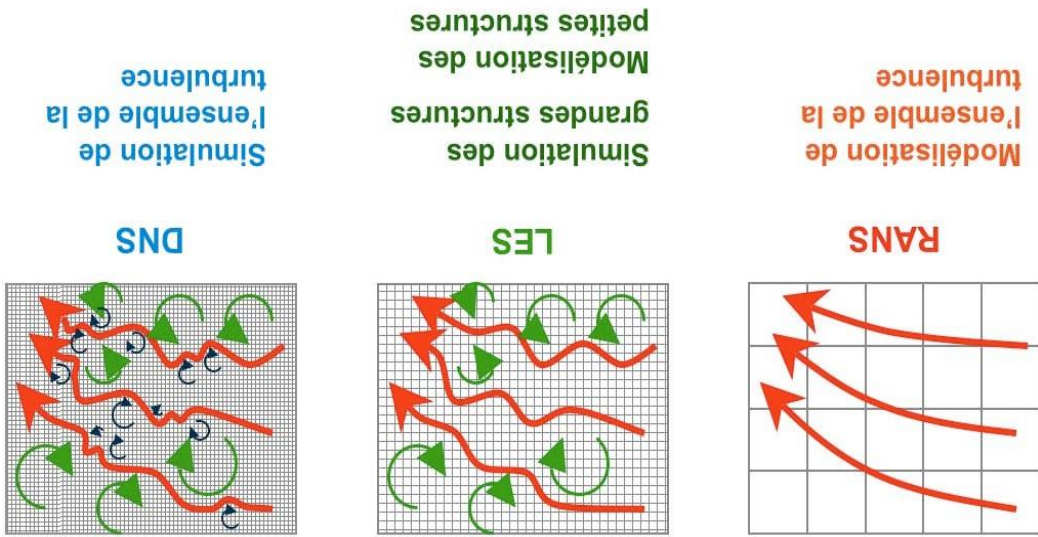 RANS
Modélisation de
l'ensemble de la
turbulence
LES
Simulation des
grandes structures
Modélisation des
petites structures
DNS
Simulation de
l'ensemble de la
turbulence